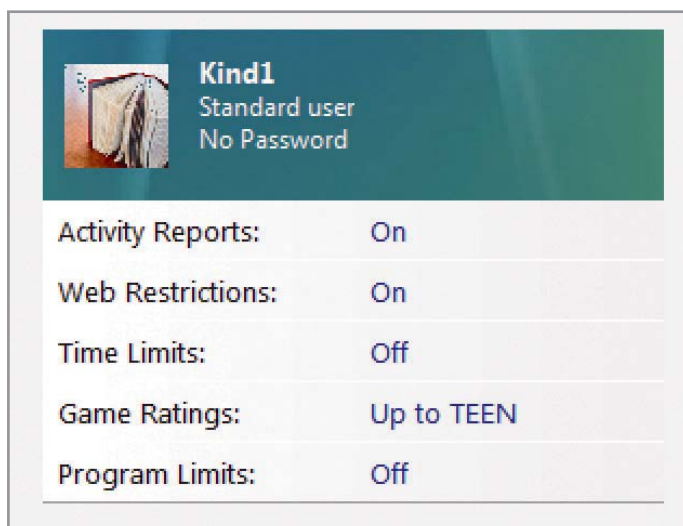 Kind1
Standard user
No Password
Activity Reports: On
Web Restrictions: On
Time Limits: Off
Game Ratings: Up to TEEN
Program Limits: Off